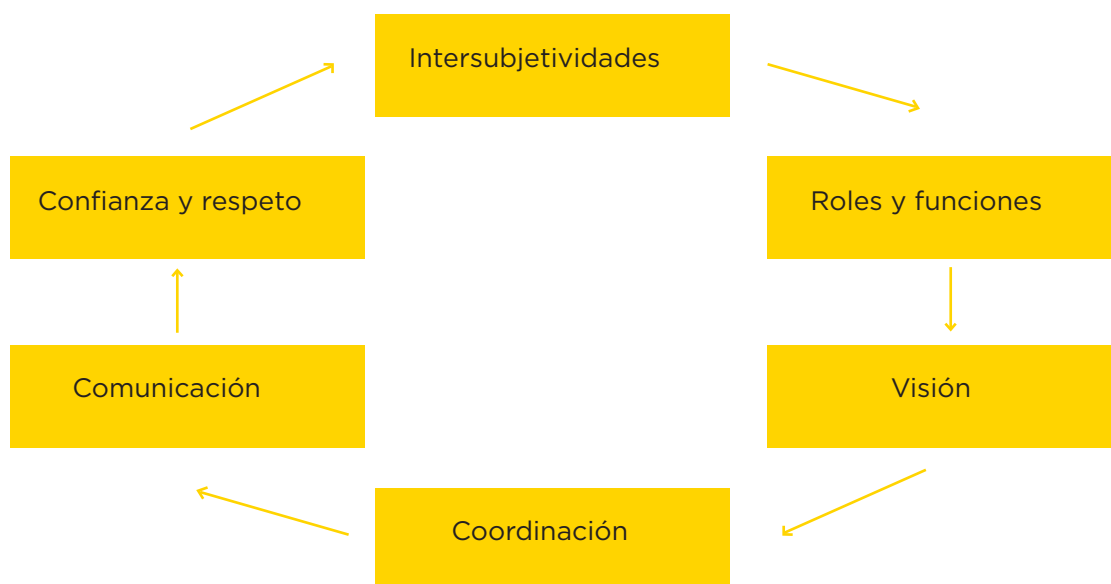 Intersubjetividades
Confianza y respeto
Roles y funciones
Comunicación
Visión
Coordinación